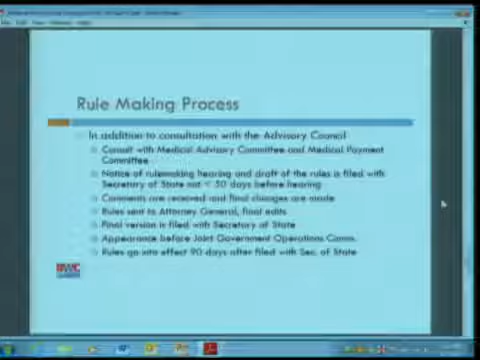 Rule Making Process
In addition to consultation with the Advisory Council
Consult with Medical Advisory Committee and Medical Payment
Committee
Notice of rulemaking hearing and draft of the rules is filed with
Secretary of State not < 50 days before hearing
Comments are received and final changes are made
Rules sent to Attorney General, final edits
Final version is filed with Secretary of State
Appearance before Joint Government Operations Comm.
Rules go into effect 90 days after filed with Sec. of State